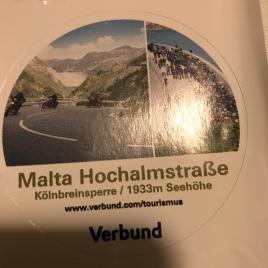 Malta Hochalmstraße
Kölnbreinsperre / 1933m Seehöhe
www.verbund.com/tourismus
Verbund